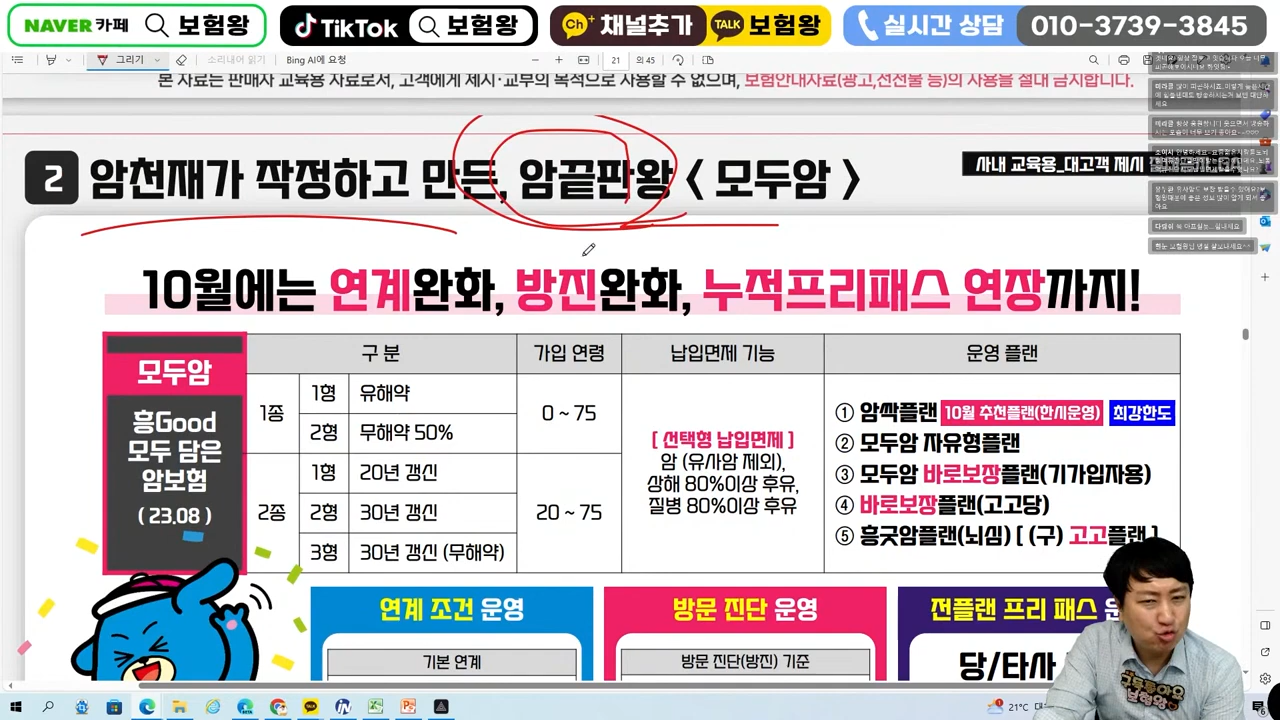 NAVER 카페 보험왕
TikTok 보험왕
Ch+ 채널추가 TALK 보험왕
실시간 상담 010-3739-3845
그리기
소리내어 읽기
Bing AI에 요청
21 의 45
본 자료는 판매자 교육용 자료로서, 고객에게 제시·교부의 목적으로 사용할 수 없으며, 보험안내자료(광고,선전물 등)의 사용을 절대 금지합니다.
2 암천재가 작정하고 만든, 암끝판왕 < 모두암 >
사내 교육용_대고객 제시
10월에는 연계완화, 방진완화, 누적프리패스 연장까지!
모두암
흥Good
모두 담은
암보험
( 23.08 )
구 분 가입 연령 납입면제 기능 운영 플랜
1종 1형 유해약 0 ~ 75
2형 무해약 50%
2종 1형 20년 갱신 20 ~ 75
2형 30년 갱신
3형 30년 갱신 (무해약)
[ 선택형 납입면제 ]
암 (유사암 제외),
상해 80%이상 후유,
질병 80%이상 후유
① 암싹플랜 10월 추천플랜(한시운영) 최강한도
② 모두암 자유형플랜
③ 모두암 바로보장플랜(기가입자용)
④ 바로보장플랜(고고당)
⑤ 흥굿암플랜(뇌심) [ (구) 고고플랜 ]
연계 조건 운영
기본 연계
방문 진단 운영
방문 진단(방진) 기준
전플랜 프리 패스
당/타사
그루좋아요
보험왕
21°C